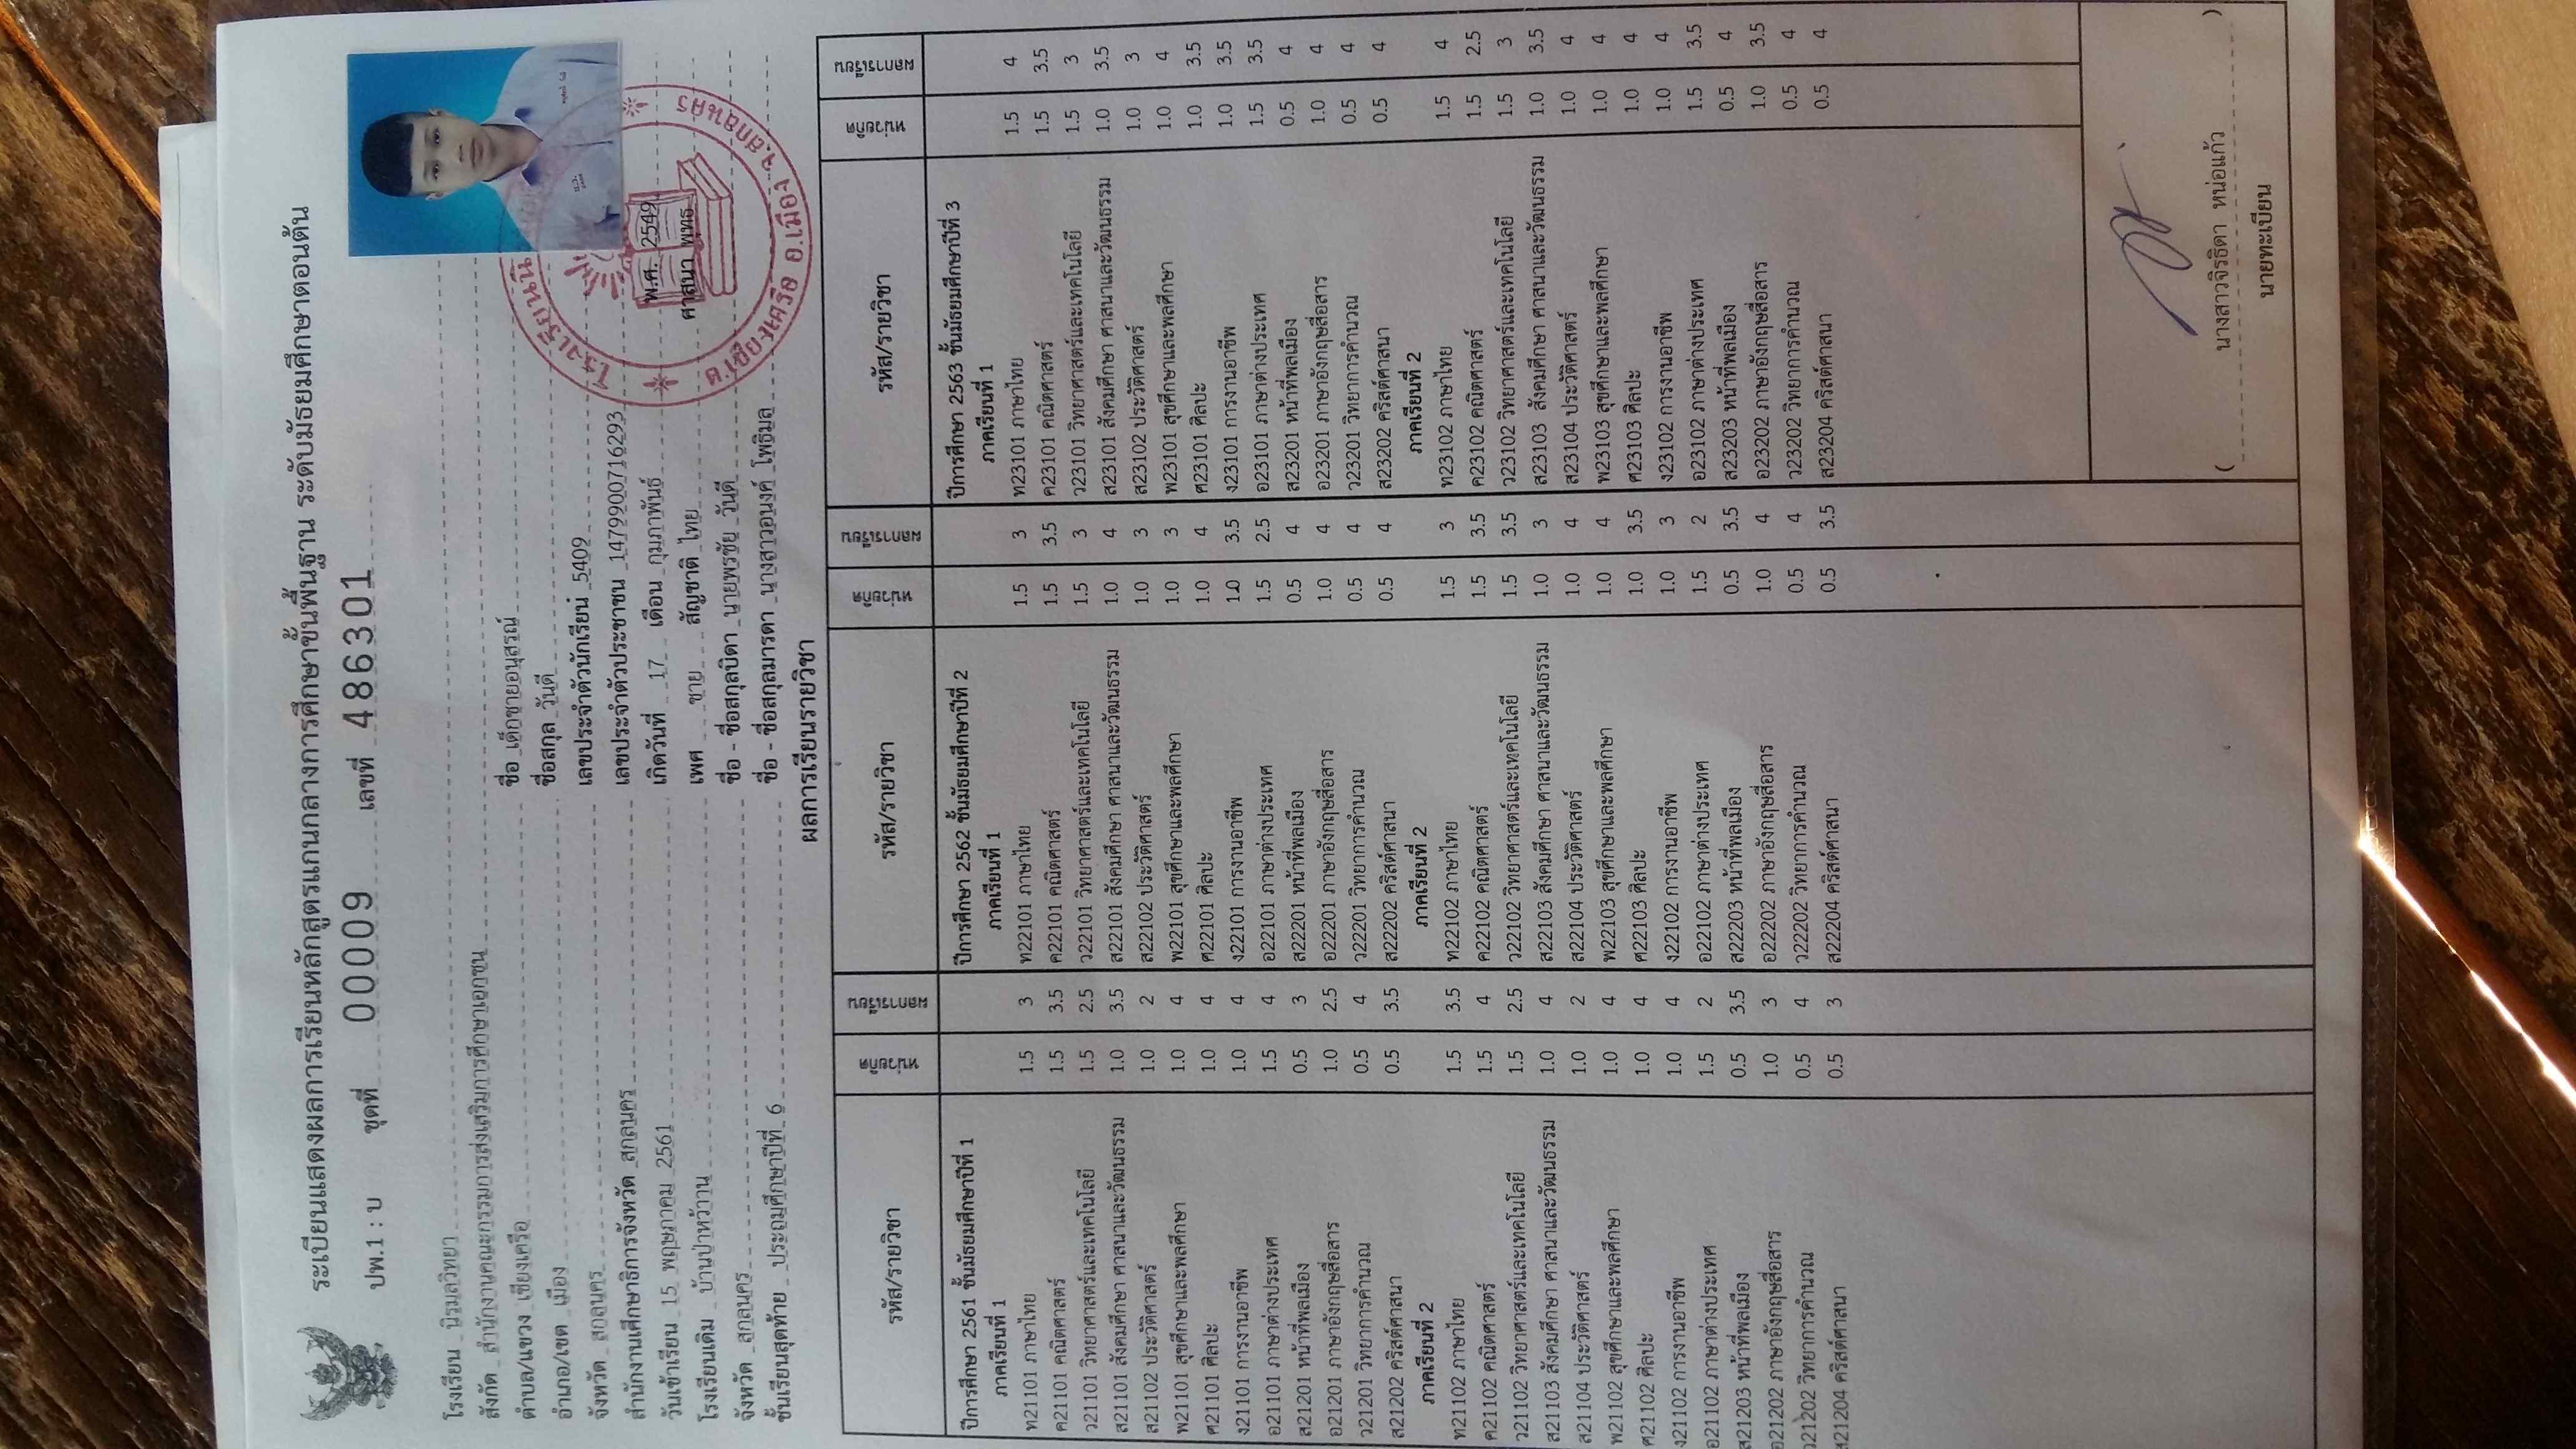 ระเบียนแสดงผลการเรียนหลักสูตรแกนกลางการศึกษาขั้นพื้นฐาน ระดับมัธยมศึกษาตอนต้น
ปพ.1 : บ ชุดที่ 00009 เลขที่ 486301
โรงเรียน นิรมลวิทยา
สังกัด สำนักงานคณะกรรมการส่งเสริมการศึกษาเอกชน
ตำบล/แขวง เชียงเครือ
อำเภอ/เขต เมือง
จังหวัด สกลนคร
สำนักงานเขตศึกษาธิการจังหวัด สกลนคร
วันเข้าเรียน 15 พฤษภาคม 2561
โรงเรียนเดิม บ้านป่าหว้าน
จังหวัด สกลนคร
ชั้นเรียนสุดท้าย ประถมศึกษาปีที่ 6
ชื่อ เด็กชายอนุสรณ์
ชื่อสกุล วันดี
เลขประจำตัวนักเรียน 5409
เลขประจำตัวประชาชน 1479900716293
เกิดวันที่ 17 เดือน กุมภาพันธ์ พ.ศ. 2549
เพศ ชาย สัญชาติ ไทย ศาสนา พุทธ
ชื่อ - ชื่อสกุลบิดา นายพรชัย วันดี
ชื่อ - ชื่อสกุลมารดา นางสาวอนงค์ โพธิมล
ต.เชียงเครือ อ.เมือง จ.สกลนคร
ผลการเรียนรายวิชา
รหัส/รายวิชา หน่วยกิต ผลการเรียน
ปีการศึกษา 2561 ชั้นมัธยมศึกษาปีที่ 1
ภาคเรียนที่ 1
ท21101 ภาษาไทย 1.5 3
ค21101 คณิตศาสตร์ 1.5 3.5
ว21101 วิทยาศาสตร์และเทคโนโลยี 1.5 2.5
ส21101 สังคมศึกษา ศาสนาและวัฒนธรรม 1.0 3.5
ส21102 ประวัติศาสตร์ 1.0 2
พ21101 สุขศึกษาและพลศึกษา 1.0 4
ศ21101 ศิลปะ 1.0 4
ง21101 การงานอาชีพ 1.0 4
อ21101 ภาษาต่างประเทศ 1.5 4
ส21201 หน้าที่พลเมือง 0.5 3
อ21201 ภาษาอังกฤษสื่อสาร 1.0 2.5
ว21201 วิทยาการคำนวณ 0.5 4
ส21202 คริสต์ศาสนา 0.5 3.5
ภาคเรียนที่ 2
ท21102 ภาษาไทย 1.5 3.5
ค21102 คณิตศาสตร์ 1.5 4
ว21102 วิทยาศาสตร์และเทคโนโลยี 1.5 2.5
ส21103 สังคมศึกษา ศาสนาและวัฒนธรรม 1.0 4
ส21104 ประวัติศาสตร์ 1.0 2
พ21102 สุขศึกษาและพลศึกษา 1.0 4
ศ21102 ศิลปะ 1.0 4
ง21102 การงานอาชีพ 1.0 4
อ21102 ภาษาต่างประเทศ 1.5 2
ส21203 หน้าที่พลเมือง 0.5 3.5
อ21202 ภาษาอังกฤษสื่อสาร 1.0 3
ว21202 วิทยาการคำนวณ 0.5 4
ส21204 คริสต์ศาสนา 0.5 3
รหัส/รายวิชา หน่วยกิต ผลการเรียน
ปีการศึกษา 2562 ชั้นมัธยมศึกษาปีที่ 2
ภาคเรียนที่ 1
ท22101 ภาษาไทย 1.5 3
ค22101 คณิตศาสตร์ 1.5 3.5
ว22101 วิทยาศาสตร์และเทคโนโลยี 1.5 3
ส22101 สังคมศึกษา ศาสนาและวัฒนธรรม 1.0 4
ส22102 ประวัติศาสตร์ 1.0 3
พ22101 สุขศึกษาและพลศึกษา 1.0 3
ศ22101 ศิลปะ 1.0 4
ง22101 การงานอาชีพ 1.0 3.5
อ22101 ภาษาต่างประเทศ 1.5 2.5
ส22201 หน้าที่พลเมือง 0.5 4
อ22201 ภาษาอังกฤษสื่อสาร 1.0 4
ว22201 วิทยาการคำนวณ 0.5 4
ส22202 คริสต์ศาสนา 0.5 4
ภาคเรียนที่ 2
ท22102 ภาษาไทย 1.5 3
ค22102 คณิตศาสตร์ 1.5 3.5
ว22102 วิทยาศาสตร์และเทคโนโลยี 1.5 3.5
ส22103 สังคมศึกษา ศาสนาและวัฒนธรรม 1.0 3
ส22104 ประวัติศาสตร์ 1.0 4
พ22103 สุขศึกษาและพลศึกษา 1.0 4
ศ22103 ศิลปะ 1.0 3.5
ง22102 การงานอาชีพ 1.0 3
อ22102 ภาษาต่างประเทศ 1.5 2
ส22203 หน้าที่พลเมือง 0.5 3.5
อ22202 ภาษาอังกฤษสื่อสาร 1.0 4
ว22202 วิทยาการคำนวณ 0.5 4
ส22204 คริสต์ศาสนา 0.5 3.5
รหัส/รายวิชา หน่วยกิต ผลการเรียน
ปีการศึกษา 2563 ชั้นมัธยมศึกษาปีที่ 3
ภาคเรียนที่ 1
ท23101 ภาษาไทย 1.5 4
ค23101 คณิตศาสตร์ 1.5 3.5
ว23101 วิทยาศาสตร์และเทคโนโลยี 1.5 3
ส23101 สังคมศึกษา ศาสนาและวัฒนธรรม 1.0 3.5
ส23102 ประวัติศาสตร์ 1.0 3
พ23101 สุขศึกษาและพลศึกษา 1.0 4
ศ23101 ศิลปะ 1.0 3.5
ง23101 การงานอาชีพ 1.0 3.5
อ23101 ภาษาต่างประเทศ 1.5 3.5
ส23201 หน้าที่พลเมือง 0.5 4
อ23201 ภาษาอังกฤษสื่อสาร 1.0 4
ว23201 วิทยาการคำนวณ 0.5 4
ส23202 คริสต์ศาสนา 0.5 4
ภาคเรียนที่ 2
ท23102 ภาษาไทย 1.5 4
ค23102 คณิตศาสตร์ 1.5 2.5
ว23102 วิทยาศาสตร์และเทคโนโลยี 1.5 3
ส23103 สังคมศึกษา ศาสนาและวัฒนธรรม 1.0 3.5
ส23104 ประวัติศาสตร์ 1.0 4
พ23103 สุขศึกษาและพลศึกษา 1.0 4
ศ23103 ศิลปะ 1.0 4
ง23102 การงานอาชีพ 1.0 4
อ23102 ภาษาต่างประเทศ 1.5 3.5
ส23203 หน้าที่พลเมือง 0.5 4
อ23202 ภาษาอังกฤษสื่อสาร 1.0 3.5
ว23202 วิทยาการคำนวณ 0.5 4
ส23204 คริสต์ศาสนา 0.5 4
( นางสาวจิรธิดา หน่อแก้ว )
นายทะเบียน